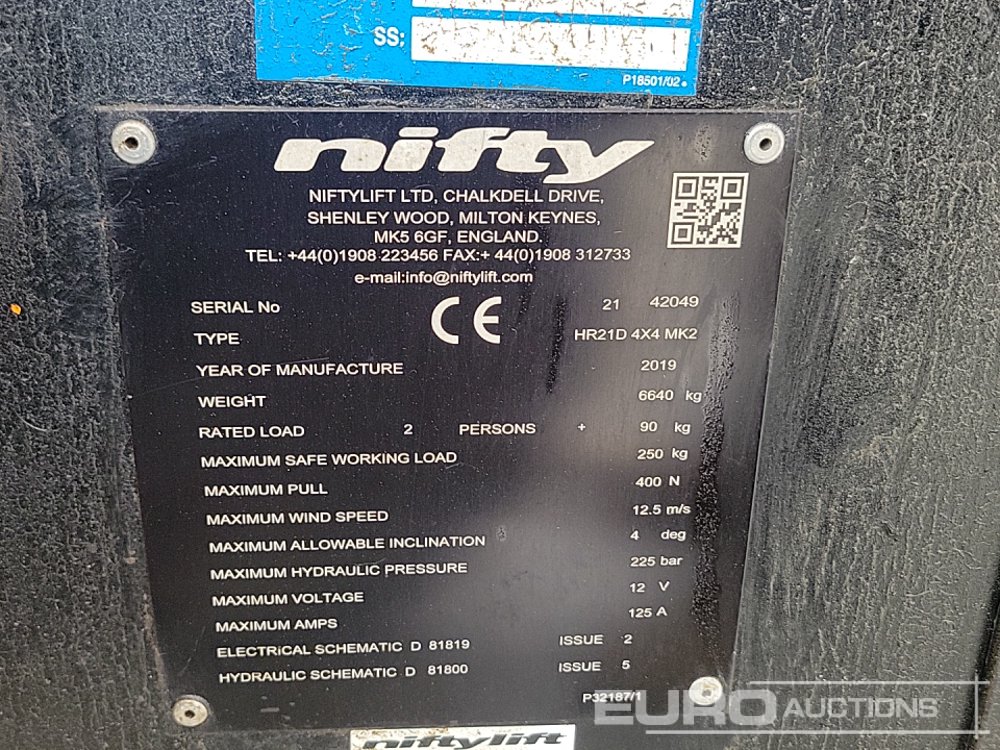 SS:
P18501/02
nifty
NIFTYLIFT LTD, CHALKDELL DRIVE,
SHENLEY WOOD, MILTON KEYNES,
MK5 6GF, ENGLAND.
TEL: +44(0)1908 223456 FAX:+ 44(0)1908 312733
e-mail:info@niftylift.com
CE
SERIAL No 21 42049
TYPE HR21D 4X4 MK2
YEAR OF MANUFACTURE 2019
WEIGHT 6640 kg
RATED LOAD 2 PERSONS + 90 kg
MAXIMUM SAFE WORKING LOAD 250 kg
MAXIMUM PULL 400 N
MAXIMUM WIND SPEED 12.5 m/s
MAXIMUM ALLOWABLE INCLINATION 4 deg
MAXIMUM HYDRAULIC PRESSURE 225 bar
MAXIMUM VOLTAGE 12 V
MAXIMUM AMPS 125 A
ELECTRICAL SCHEMATIC D 81819 ISSUE 2
HYDRAULIC SCHEMATIC D 81800 ISSUE 5
P32187/1
EURO AUCTIONS
niftylift